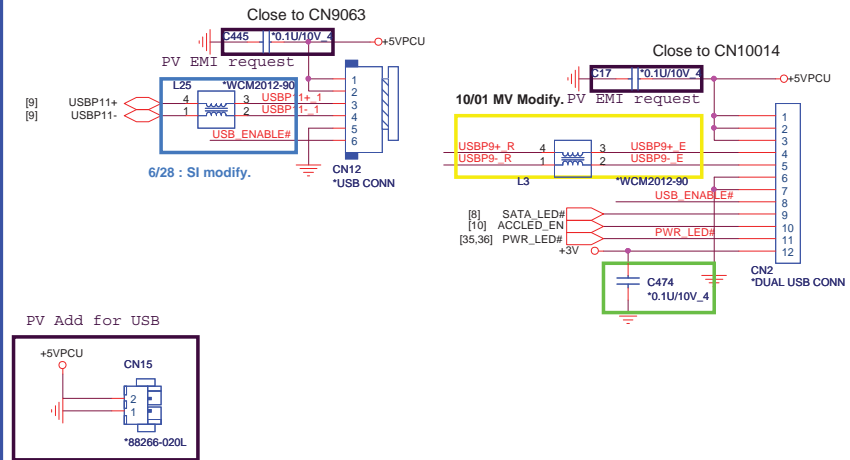 Close to CN9063
C445 *0.1U/10V_4
+5VPCU
PV EMI request
L25 *WCM2012-90
[9] USBP11+ 4 3 USBP11+_1
[9] USBP11- 1 2 USBP11-_1
USB_ENABLE#
1
2
3
4
5
6
6/28 : SI modify.
CN12
*USB CONN
Close to CN10014
C17 *0.1U/10V_4
+5VPCU
10/01 MV Modify. PV EMI request
USBP9+_R 4 3 USBP9+_E
USBP9-_R 1 2 USBP9-_E
L3 *WCM2012-90
USB_ENABLE#
[8] SATA_LED#
[10] ACCLED_EN
[35,36] PWR_LED# PWR_LED#
+3V
1
2
3
4
5
6
7
8
9
10
11
12
CN2
*DUAL USB CONN
C474
*0.1U/10V_4
PV Add for USB
+5VPCU
CN15
2
1
*88266-020L